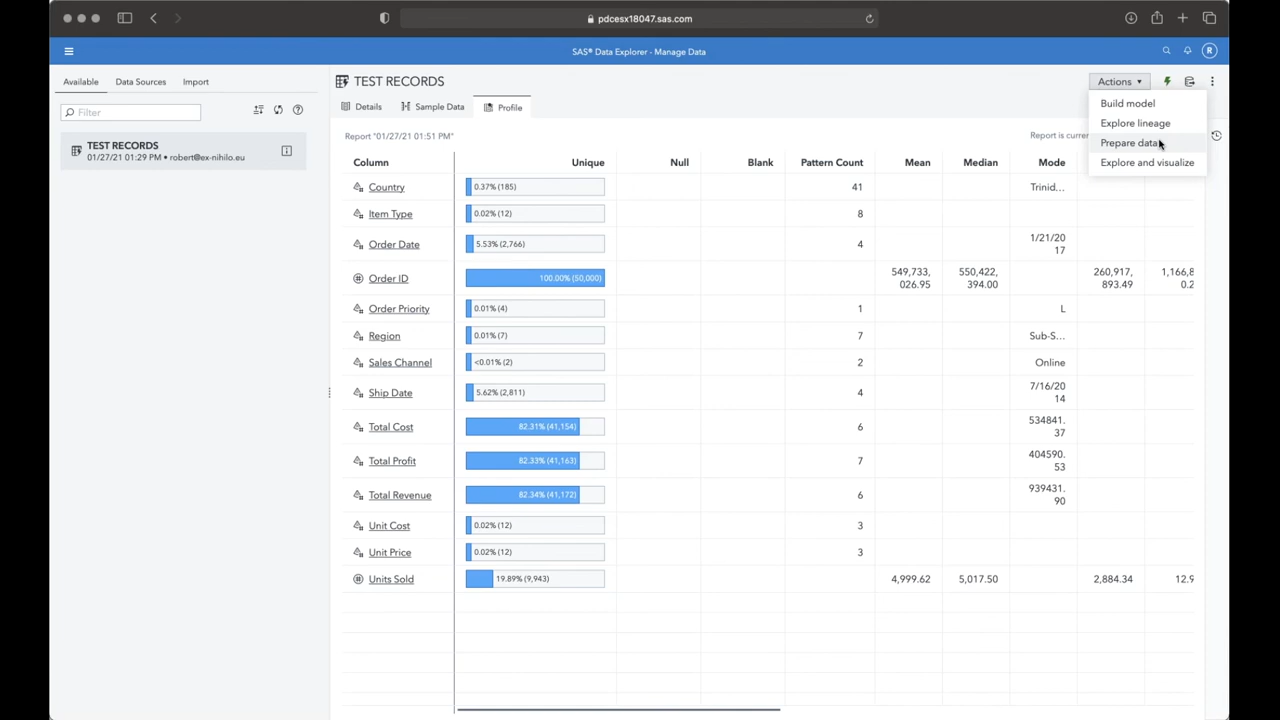 pdcesx18047.sas.com
SAS® Data Explorer - Manage Data
R
Available Data Sources Import
Filter
TEST RECORDS
01/27/21 01:29 PM • robert@ex-nihilo.eu
TEST RECORDS
Actions
Details Sample Data Profile
Build model
Explore lineage
Prepare data
Explore and visualize
Report "01/27/21 01:51 PM"
Report is curren
Column Unique Null Blank Pattern Count Mean Median Mode
Country 0.37% (185) 41 Trinid...
Item Type 0.02% (12) 8
Order Date 5.53% (2,766) 4 1/21/20
17
Order ID 100.00% (50,000) 549,733, 550,422, 260,917, 1,166,8
026.95 394.00 893.49 0.2
Order Priority 0.01% (4) 1 L
Region 0.01% (7) 7 Sub-S...
Sales Channel <0.01% (2) 2 Online
Ship Date 5.62% (2,811) 4 7/16/20
14
Total Cost 82.31% (41,154) 6 534841.
37
Total Profit 82.33% (41,163) 7 404590.
53
Total Revenue 82.34% (41,172) 6 939431.
90
Unit Cost 0.02% (12) 3
Unit Price 0.02% (12) 3
Units Sold 19.89% (9,943) 4,999.62 5,017.50 2,884.34 12.9